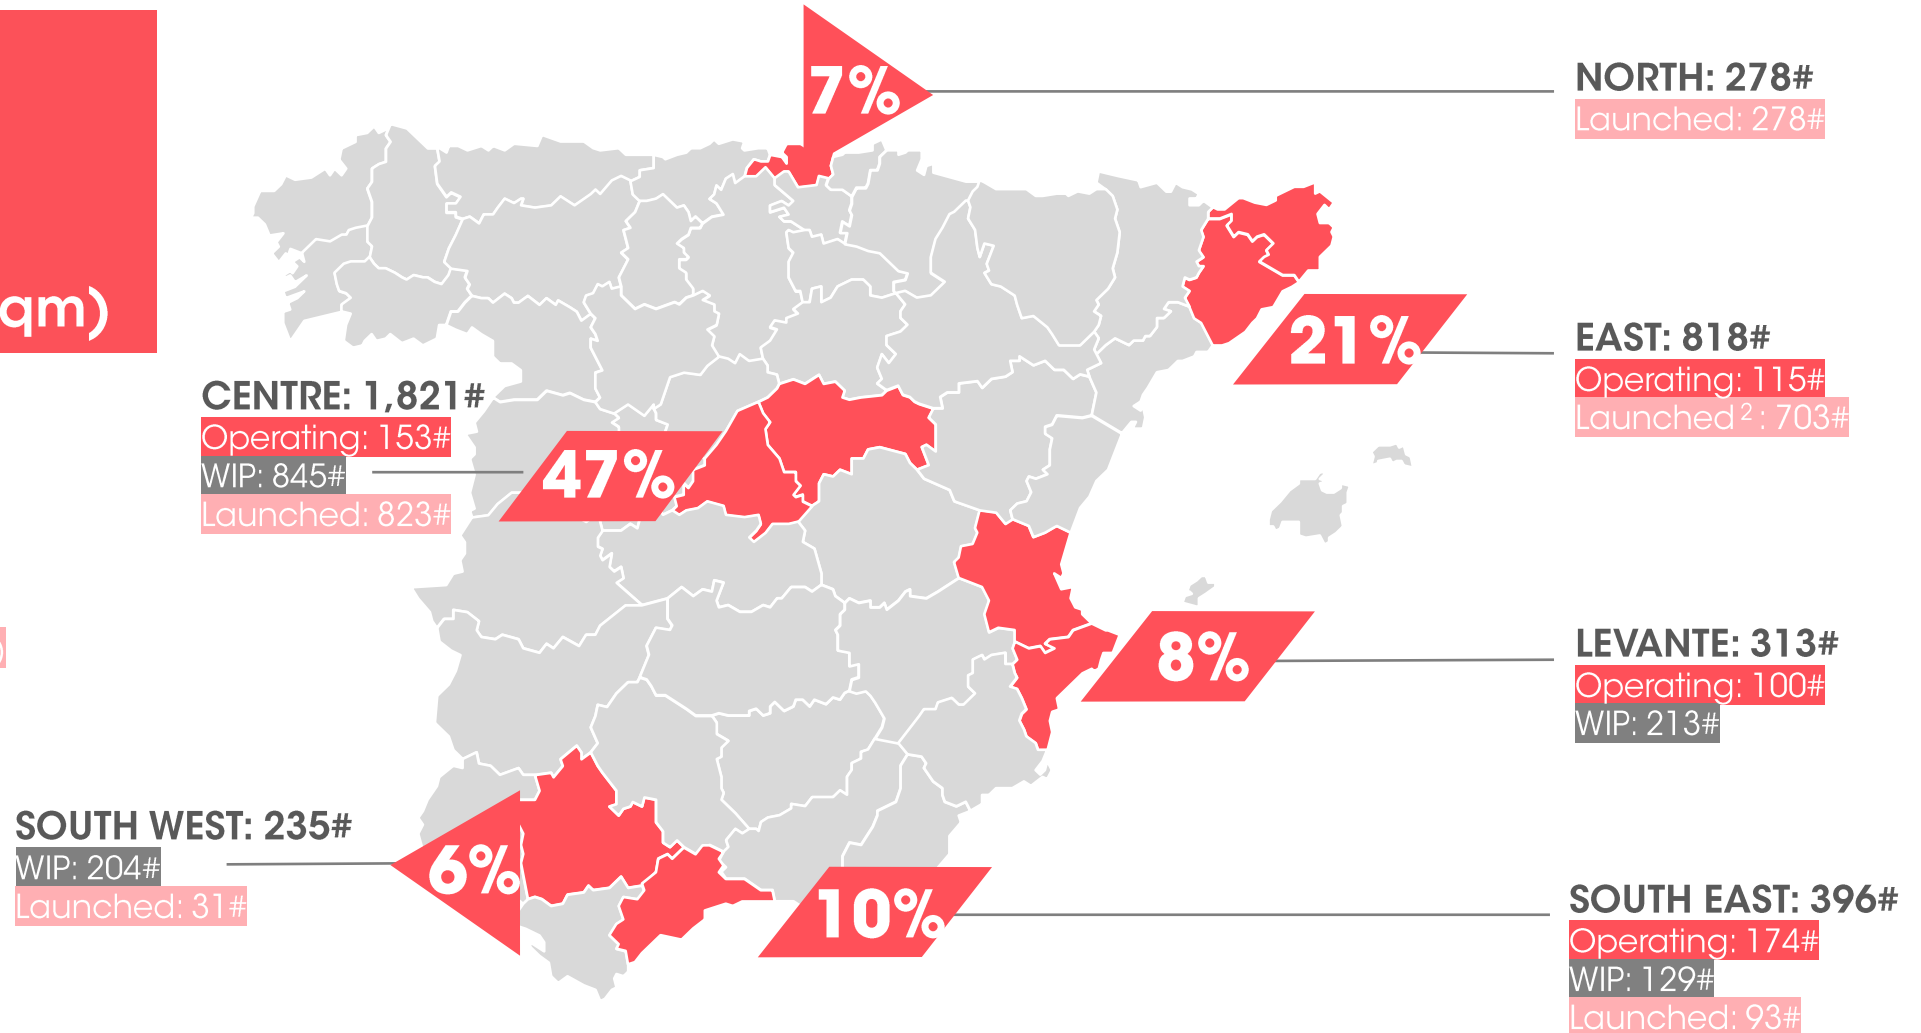 7%
NORTH: 278#
Launched: 278#
qm)
21%
EAST: 818#
Operating: 115#
Launched ² : 703#
CENTRE: 1,821#
Operating: 153#
WIP: 845#
Launched: 823#
47%
)
8%
LEVANTE: 313#
Operating: 100#
WIP: 213#
SOUTH WEST: 235#
WIP: 204#
Launched: 31#
6%
10%
SOUTH EAST: 396#
Operating: 174#
WIP: 129#
Launched: 93#